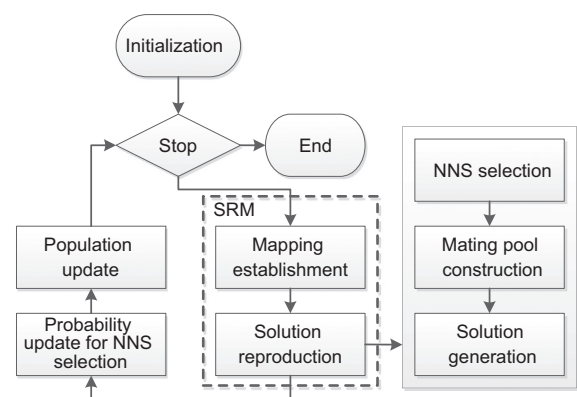 Initialization
Stop
End
SRM
Mapping
establishment
Solution
reproduction
NNS selection
Mating pool
construction
Solution
generation
Population
update
Probability
update for NNS
selection